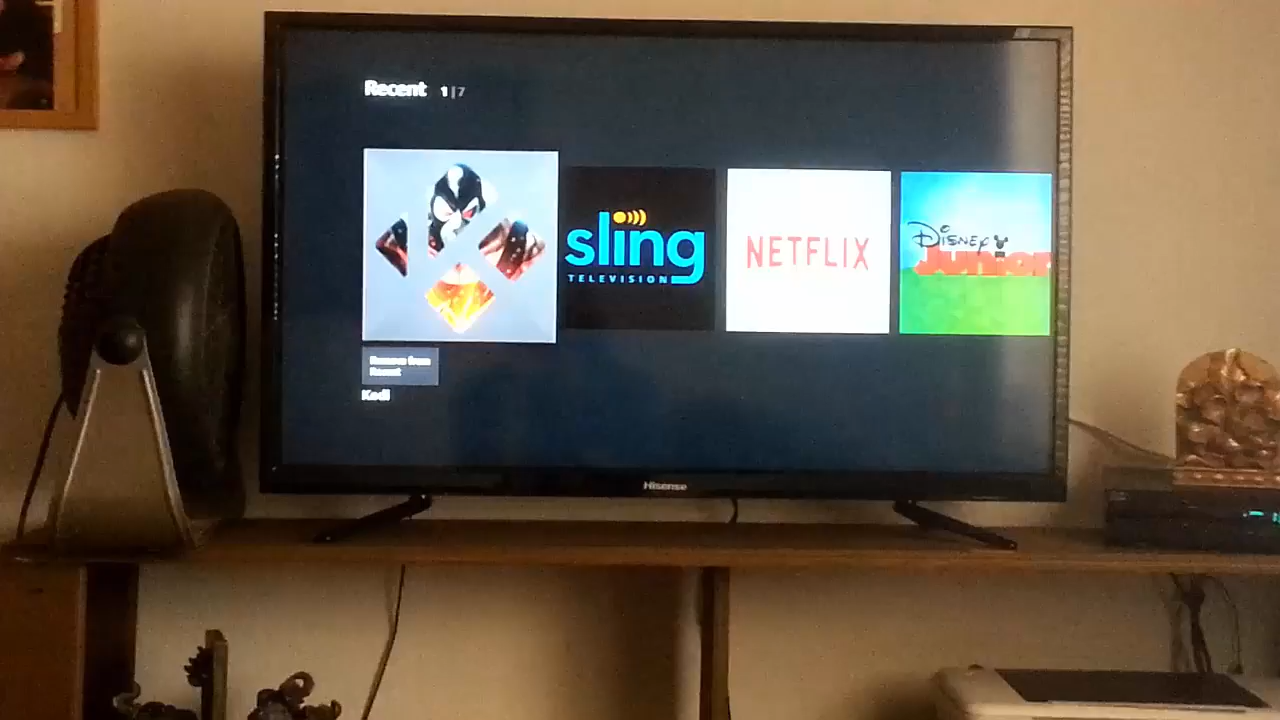 Recent 1|7
sling
TELEVISION
NETFLIX
Disney
Junior
Remove from
Recent
Kodi
Hisense